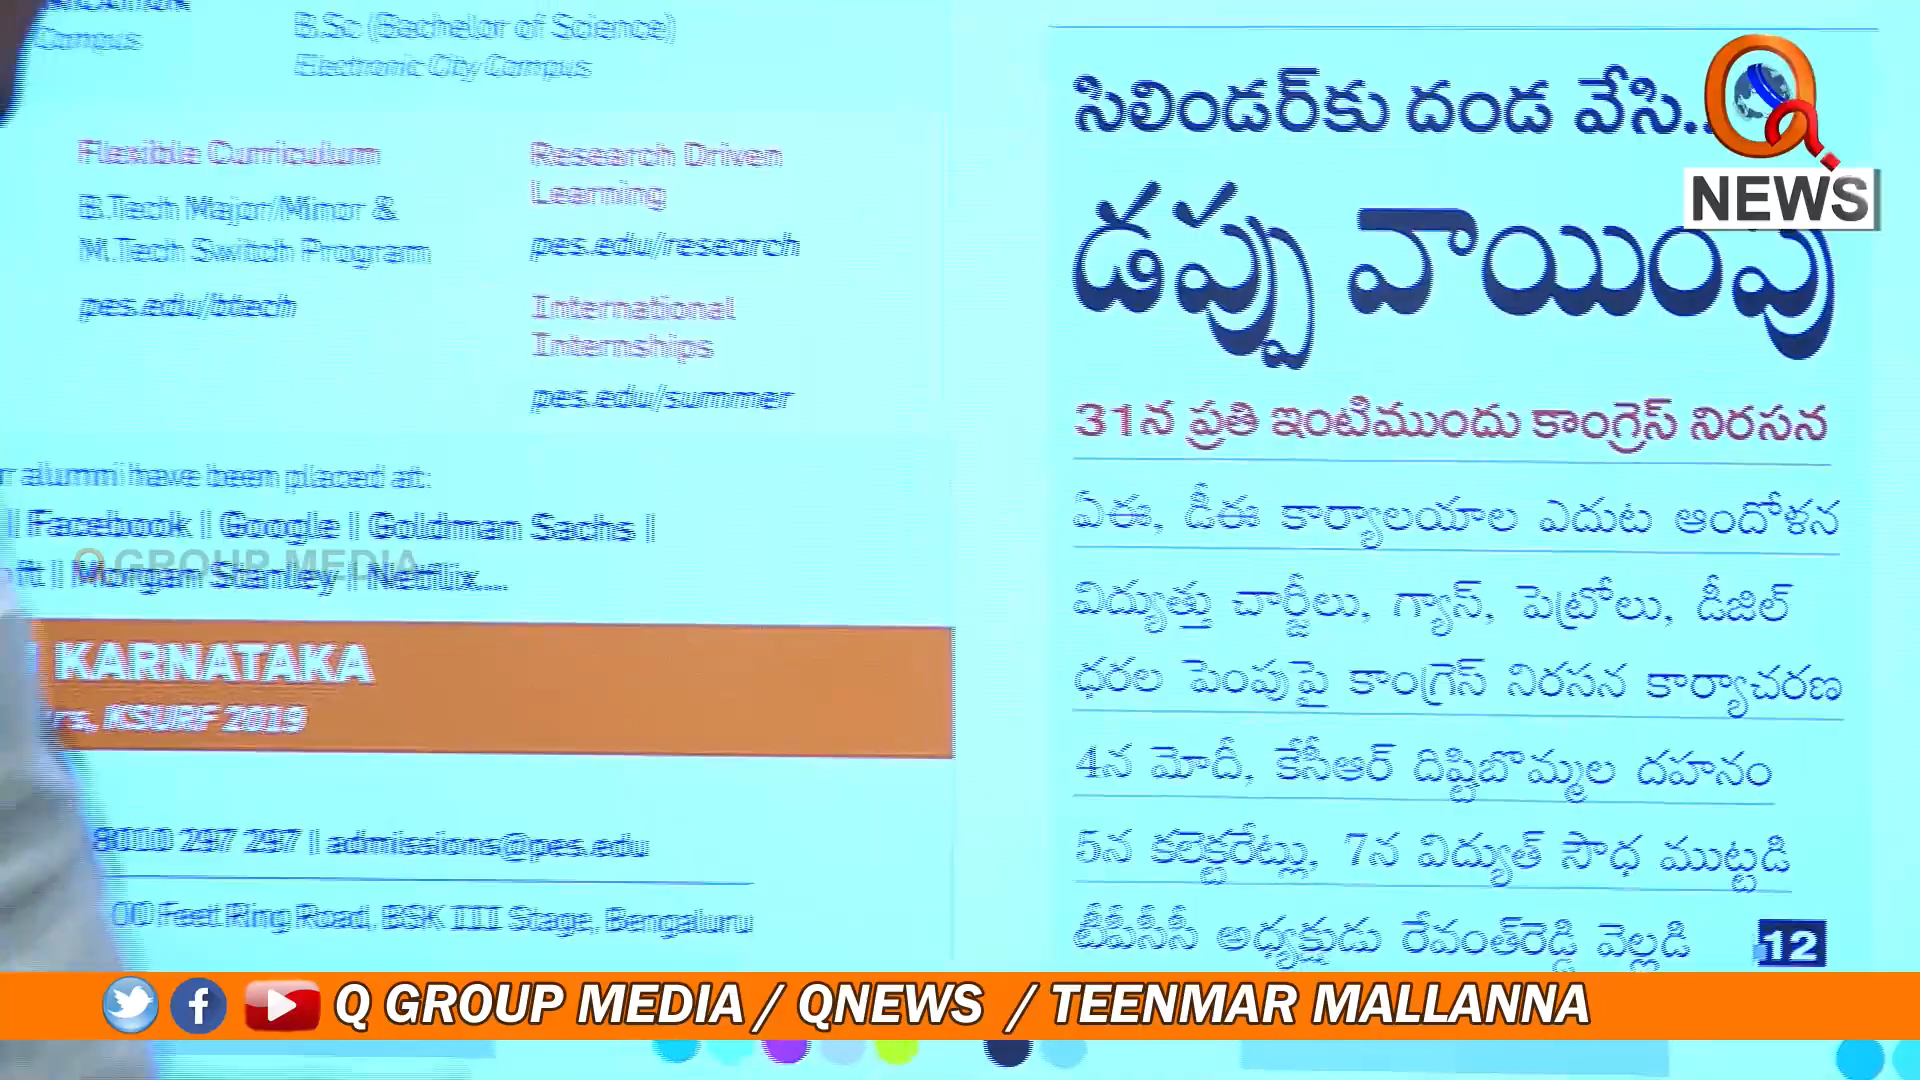 Campus
B.Sc (Bachelor of Science)
Electronic City Campus
Flexible Curriculum
B.Tech Major/Minor &
M.Tech Switch Program
pes.edu/btech
Research Driven
Learning
pes.edu/research
International
Internships
pes.edu/summer
alumni have been placed at:
| Facebook | Google | Goldman Sachs |
| Morgan Stanley | Netflix....
Q GROUP MEDIA
KARNATAKA
KSURF 2019
8010 297 297 | admissions@pes.edu
00 Feet Ring Road, BSK III Stage, Bengaluru
సిలిండర్‌కు దండ వేసి..
డప్పు వాయింపు
31న ప్రతి ఇంటిముందు కాంగ్రెస్ నిరసన
ఏఈ, డీఈ కార్యాలయాల ఎదుట ఆందోళన
విద్యుత్తు చార్జీలు, గ్యాస్, పెట్రోలు, డీజిల్
ధరల పెంపుపై కాంగ్రెస్ నిరసన కార్యాచరణ
4న మోదీ, కేసీఆర్ దిష్టిబొమ్మల దహనం
5న కలెక్టరేట్లు, 7న విద్యుత్ సౌధ ముట్టడి
టీపీసీసీ అధ్యక్షుడు రేవంత్‌రెడ్డి వెల్లడి 12
Q
NEWS
Q GROUP MEDIA / QNEWS / TEENMAR MALLANNA